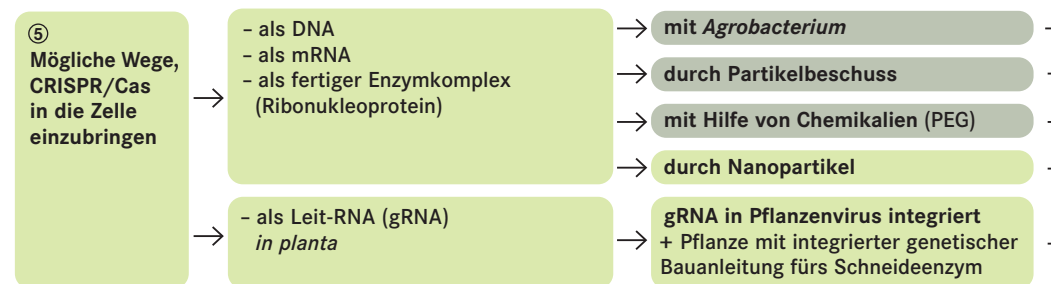 ⑤
Mögliche Wege,
CRISPR/Cas
in die Zelle
einzubringen
– als DNA
– als mRNA
– als fertiger Enzymkomplex
(Ribonukleoprotein)
mit Agrobacterium
durch Partikelbeschuss
mit Hilfe von Chemikalien (PEG)
durch Nanopartikel
– als Leit-RNA (gRNA)
in planta
gRNA in Pflanzenvirus integriert
+ Pflanze mit integrierter genetischer
Bauanleitung fürs Schneideenzym